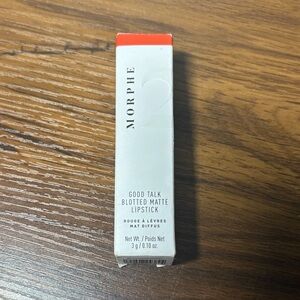 MORPHE
GOOD TALK
BLOTTED MATTE
LIPSTICK
ROUGE À LÈVRES
MAT DIFFUS
Net Wt. / Poids Net
3 g / 0.10 oz.